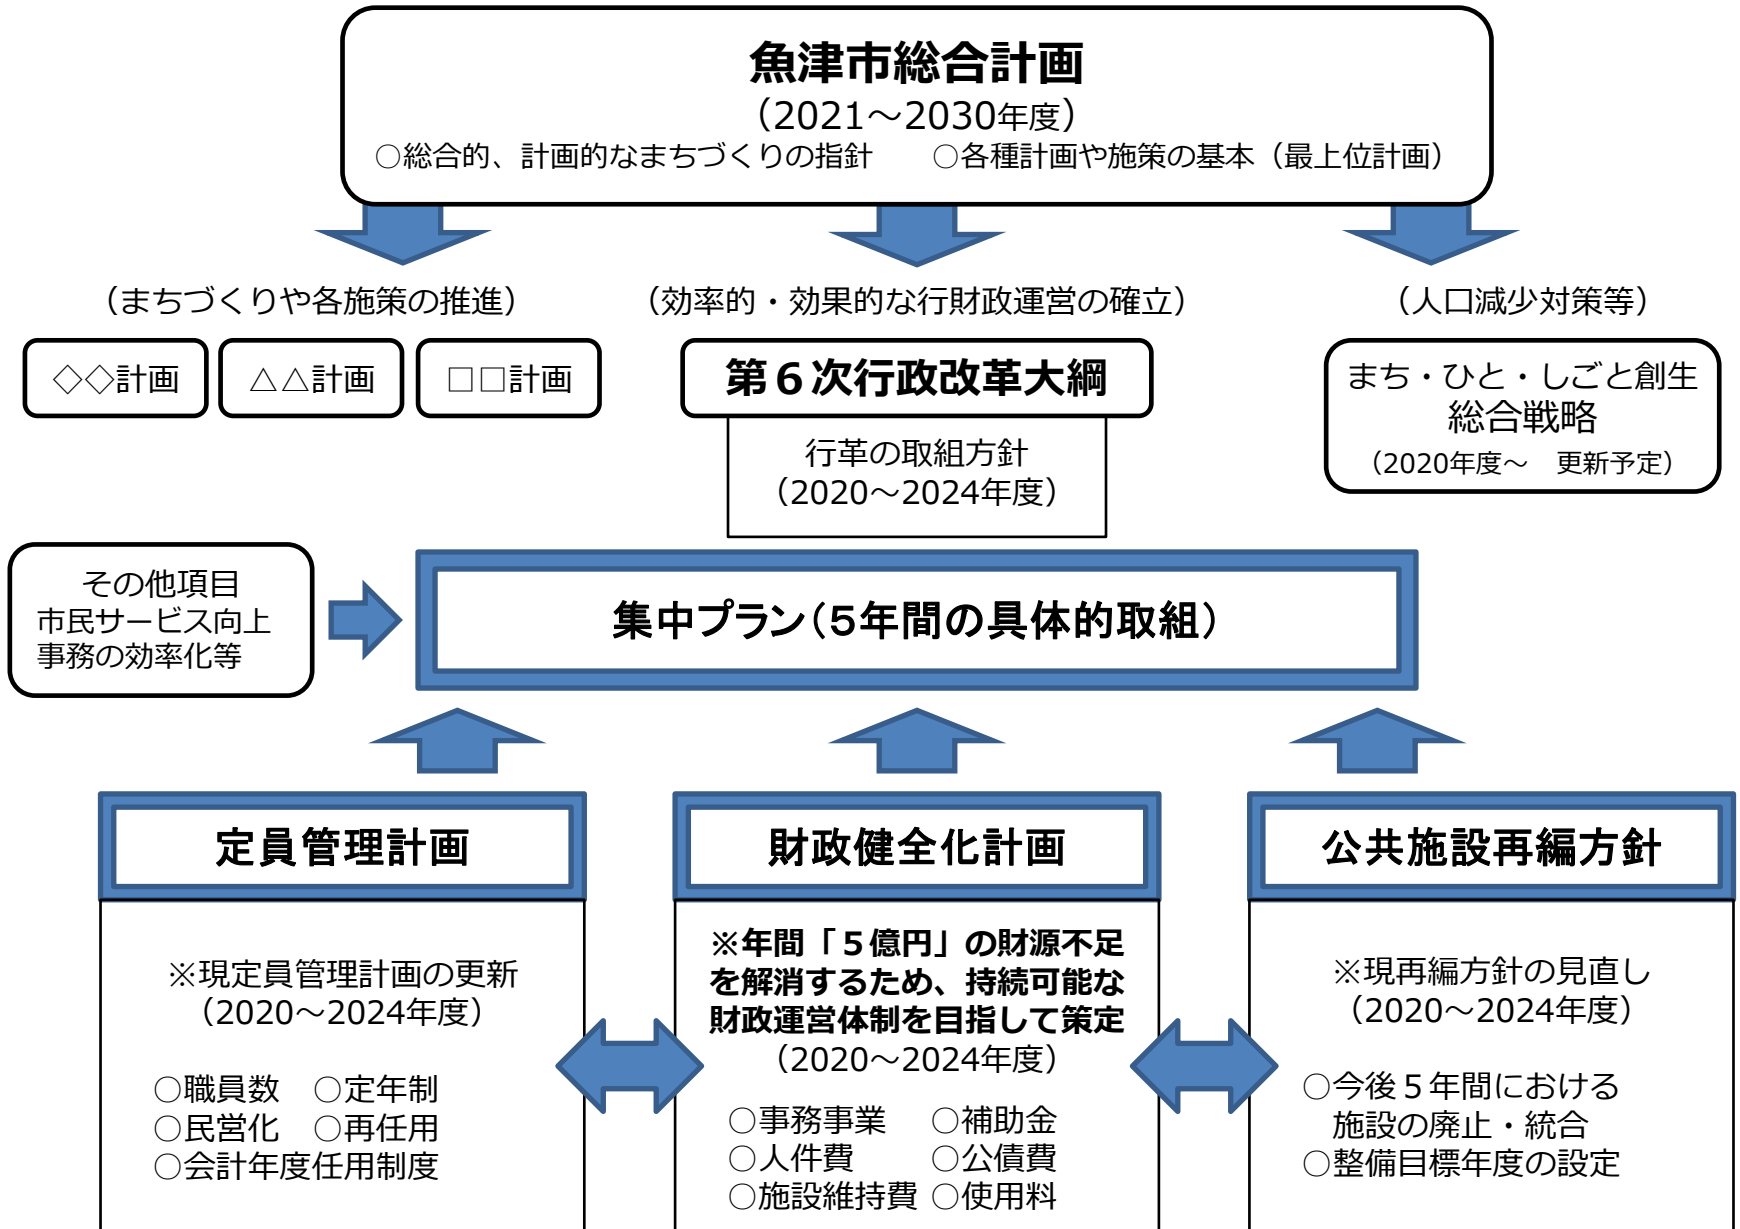 魚津市総合計画
（2021～2030年度）
○総合的、計画的なまちづくりの指針　　○各種計画や施策の基本（最上位計画）
（まちづくりや各施策の推進）
◇◇計画
△△計画
□□計画
（効率的・効果的な行財政運営の確立）
第６次行政改革大綱
行革の取組方針
（2020～2024年度）
（人口減少対策等）
まち・ひと・しごと創生
総合戦略
（2020年度～　更新予定）
その他項目
市民サービス向上
事務の効率化等
集中プラン（５年間の具体的取組）
定員管理計画
※現定員管理計画の更新
（2020～2024年度）
○職員数　○定年制
○民営化　○再任用
○会計年度任用制度
財政健全化計画
※年間「５億円」の財源不足
を解消するため、持続可能な
財政運営体制を目指して策定
（2020～2024年度）
○事務事業　○補助金
○人件費　　○公債費
○施設維持費 ○使用料
公共施設再編方針
※現再編方針の見直し
（2020～2024年度）
○今後５年間における
施設の廃止・統合
○整備目標年度の設定